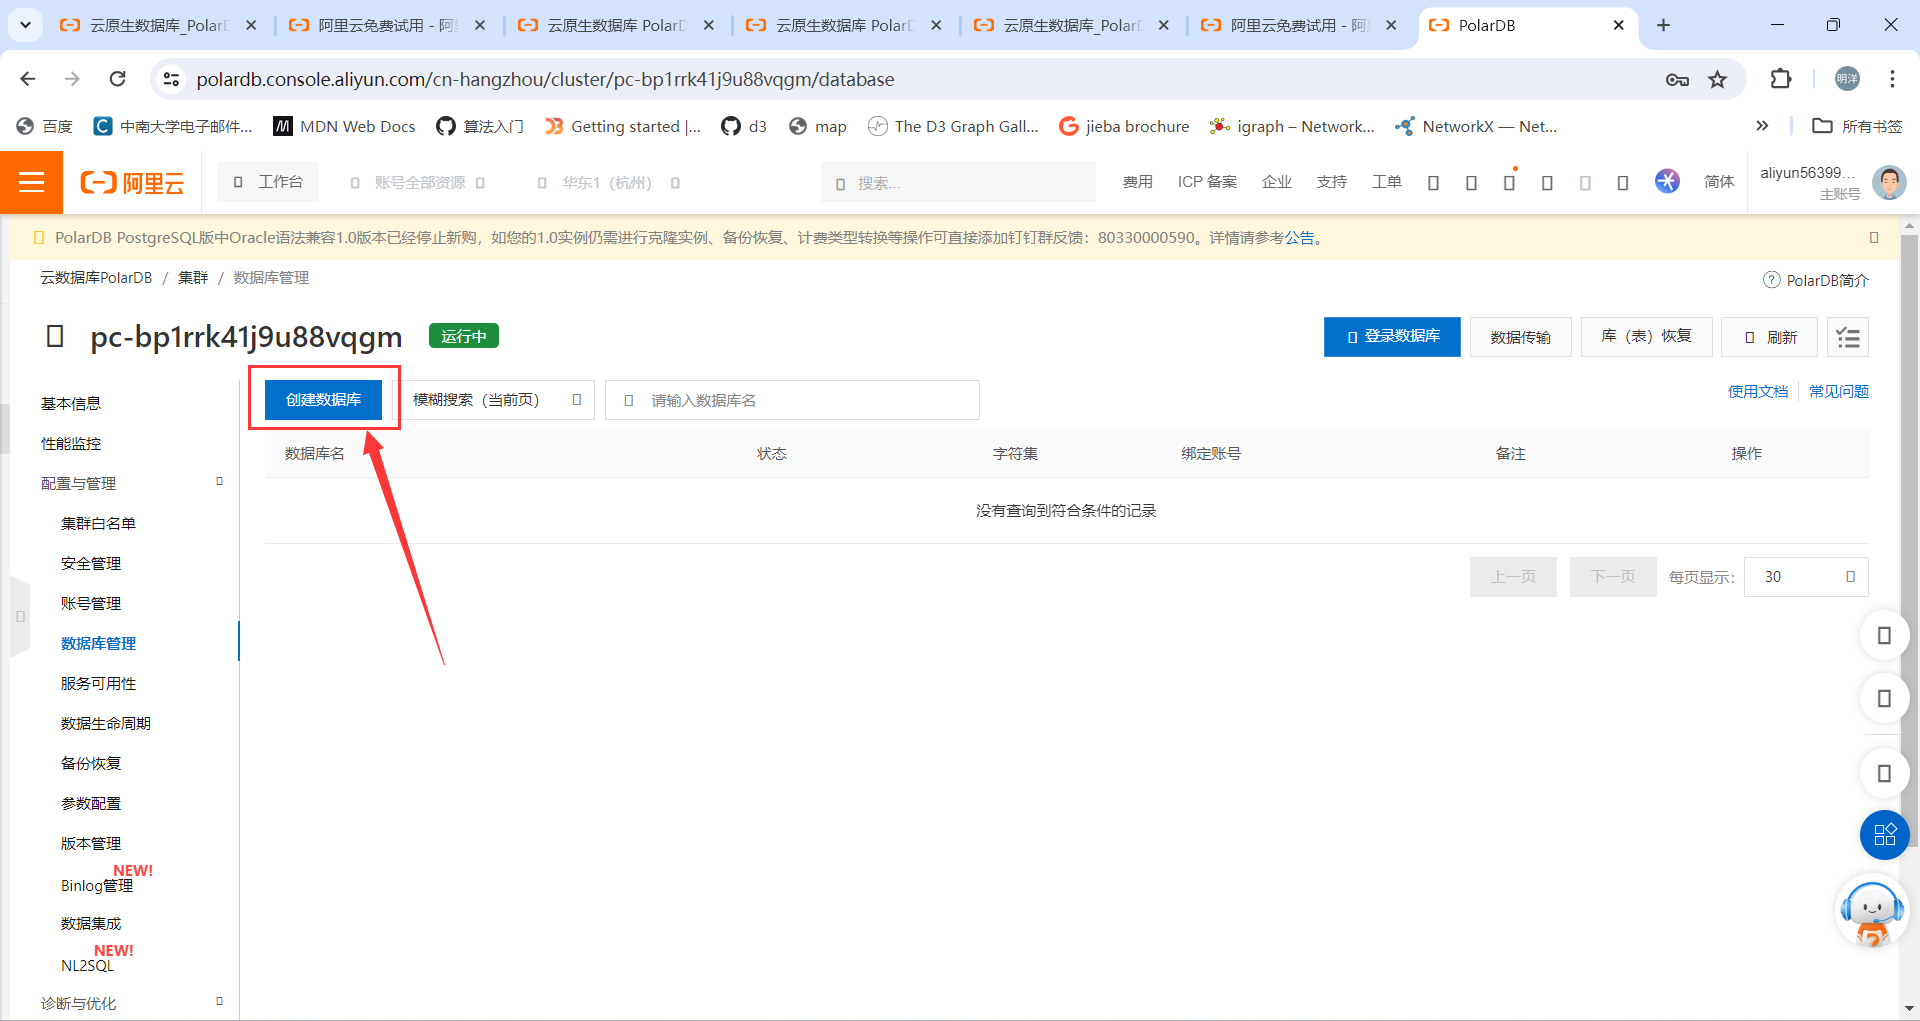 云原生数据库_Polar
阿里云免费试用 - 阿
云原生数据库 Polar
云原生数据库 Polar
云原生数据库_Polar
阿里云免费试用 - 阿
PolarDB
polardb.console.aliyun.com/cn-hangzhou/cluster/pc-bp1rrk41j9u88vqgm/database
明洋
百度
中南大学电子邮件...
MDN Web Docs
算法入门
Getting started |...
d3
map
The D3 Graph Gall...
jieba brochure
igraph – Network...
NetworkX — Net...
所有书签
阿里云
工作台
账号全部资源
华东1（杭州）
搜索...
费用
ICP 备案
企业
支持
工单
简体
aliyun56399...
主账号
PolarDB PostgreSQL版中Oracle语法兼容1.0版本已经停止新购，如您的1.0实例仍需进行克隆实例、备份恢复、计费类型转换等操作可直接添加钉钉群反馈：80330000590。详情请参考公告。
云数据库PolarDB / 集群 / 数据库管理
PolarDB简介
pc-bp1rrk41j9u88vqgm
运行中
登录数据库
数据传输
库（表）恢复
刷新
创建数据库
模糊搜索（当前页）
请输入数据库名
使用文档
常见问题
数据库名
状态
字符集
绑定账号
备注
操作
没有查询到符合条件的记录
上一页
下一页
每页显示：
30
基本信息
性能监控
配置与管理
集群白名单
安全管理
账号管理
数据库管理
服务可用性
数据生命周期
备份恢复
参数配置
版本管理
NEW!
Binlog管理
数据集成
NEW!
NL2SQL
诊断与优化